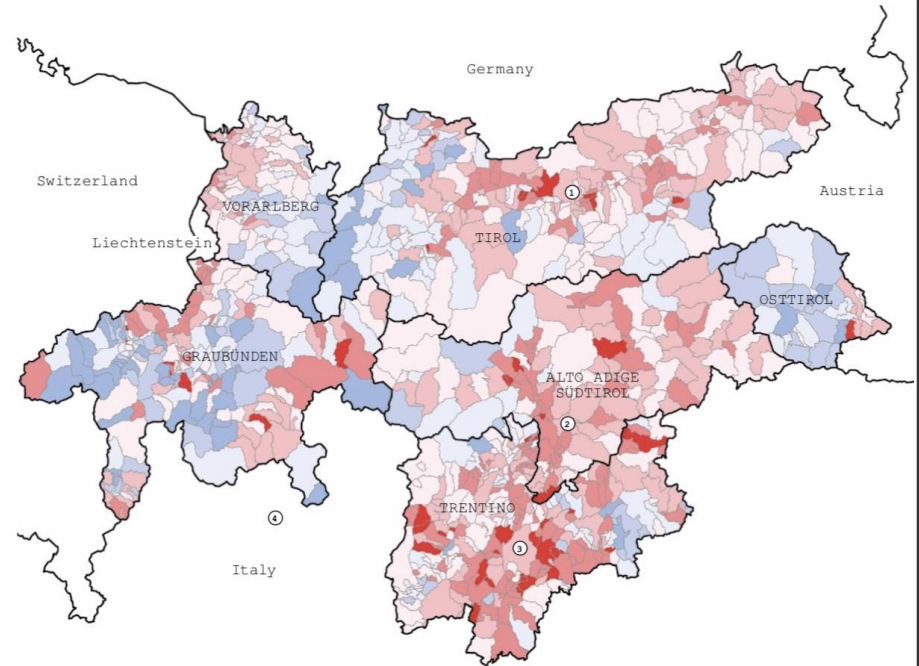 Germany
Switzerland
Austria
VORARLBERG
①
Liechtenstein
TIROL
OSTTIROL
GRAUBÜNDEN
ALTO ADIGE
SÜDTIROL
②
TRENTINO
④
③
Italy